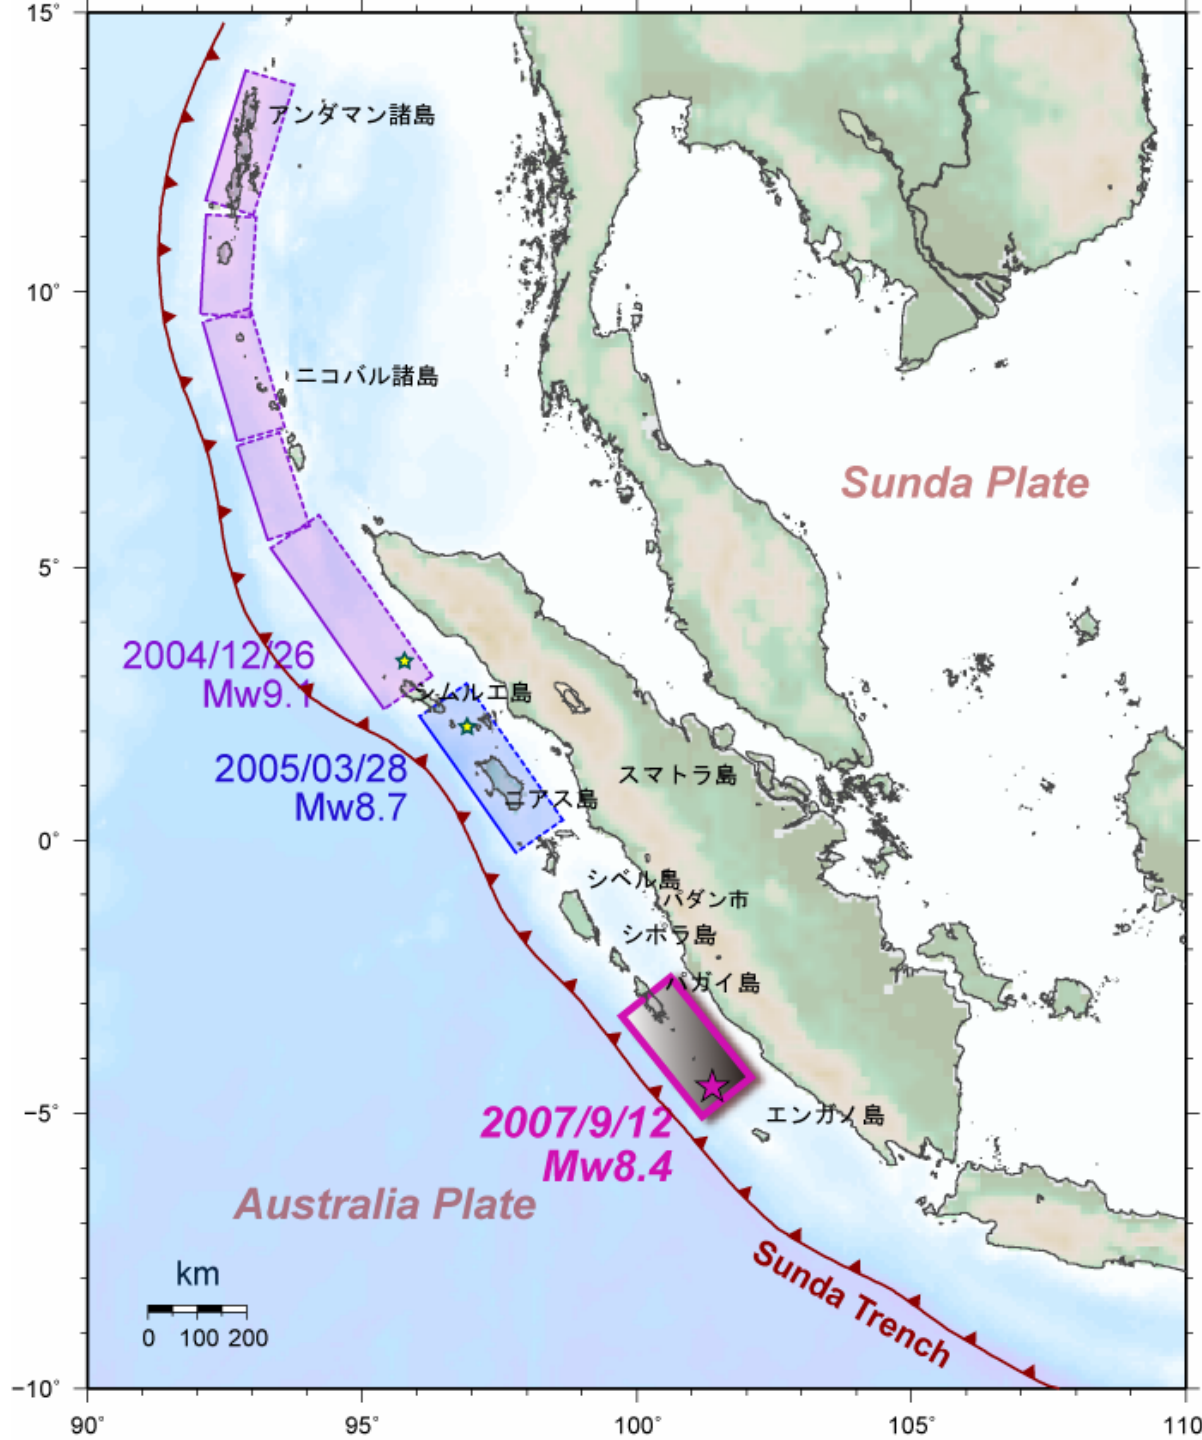 15°
アンダマン諸島
10°
ニコバル諸島
Sunda Plate
5°
2004/12/26
Mw9.1
シムルエ島
2005/03/28
Mw8.7
スマトラ島
ニアス島
0°
シベル島
パダン市
シポラ島
パガイ島
2007/9/12
Mw8.4
エンガノ島
−5°
Australia Plate
Sunda Trench
km
0 100 200
−10°
90° 95° 100° 105° 110